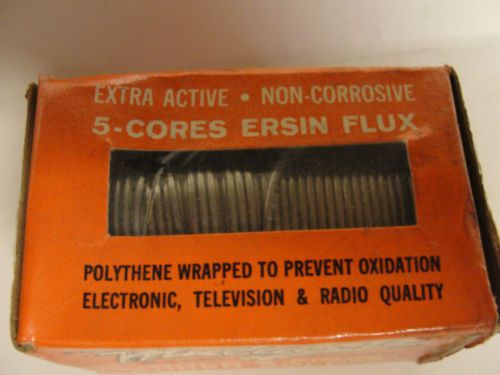 EXTRA ACTIVE • NON-CORROSIVE
5-CORES ERSIN FLUX
POLYTHENE WRAPPED TO PREVENT OXIDATION
ELECTRONIC, TELEVISION & RADIO QUALITY